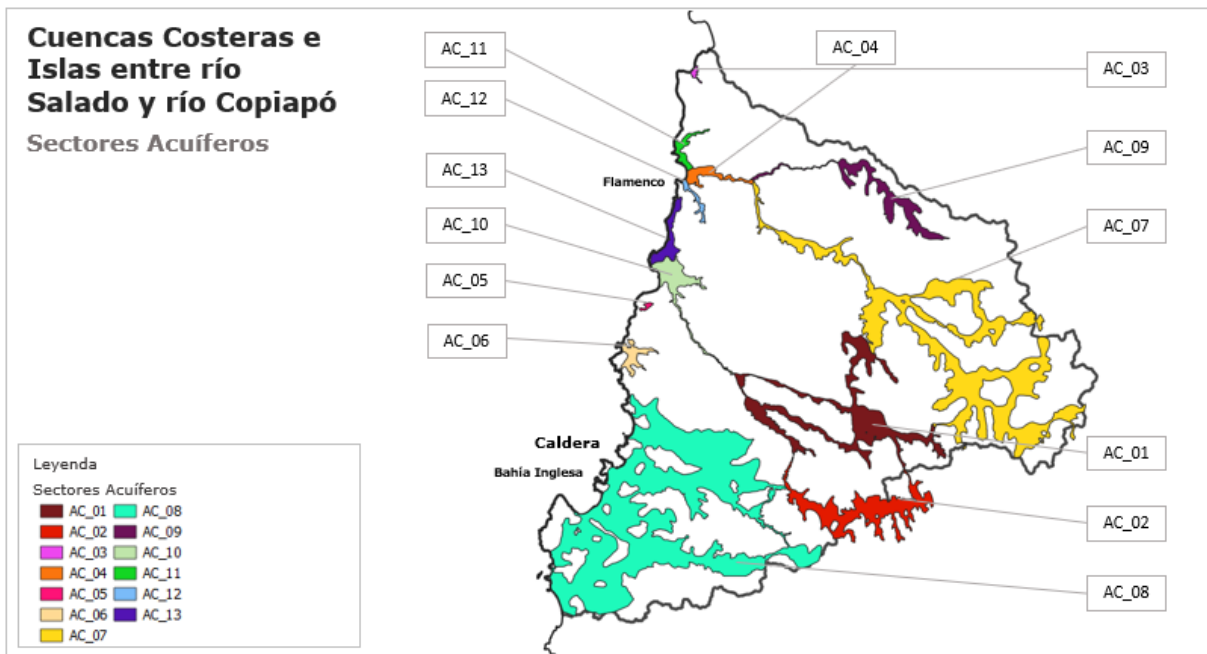 Cuencas Costeras e
Islas entre río
Salado y río Copiapó
Sectores Acuíferos
AC_11
AC_04
AC_03
AC_12
AC_09
AC_13
Flamenco
AC_10
AC_07
AC_05
AC_06
Caldera
AC_01
Bahía Inglesa
AC_02
AC_08
Leyenda
Sectores Acuíferos
AC_01 AC_08
AC_02 AC_09
AC_03 AC_10
AC_04 AC_11
AC_05 AC_12
AC_06 AC_13
AC_07